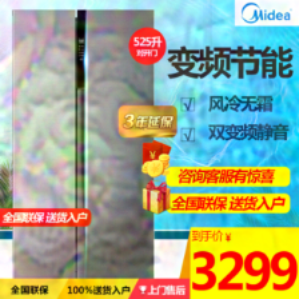 Midea
525升
对开门
变频节能
风冷无霜
3年延保
双变频静音
咨询客服有惊喜
全国联保 送货入户
全国联保 送货入户
到手价¥
3299
全国联保
100%送货入户
上门售后